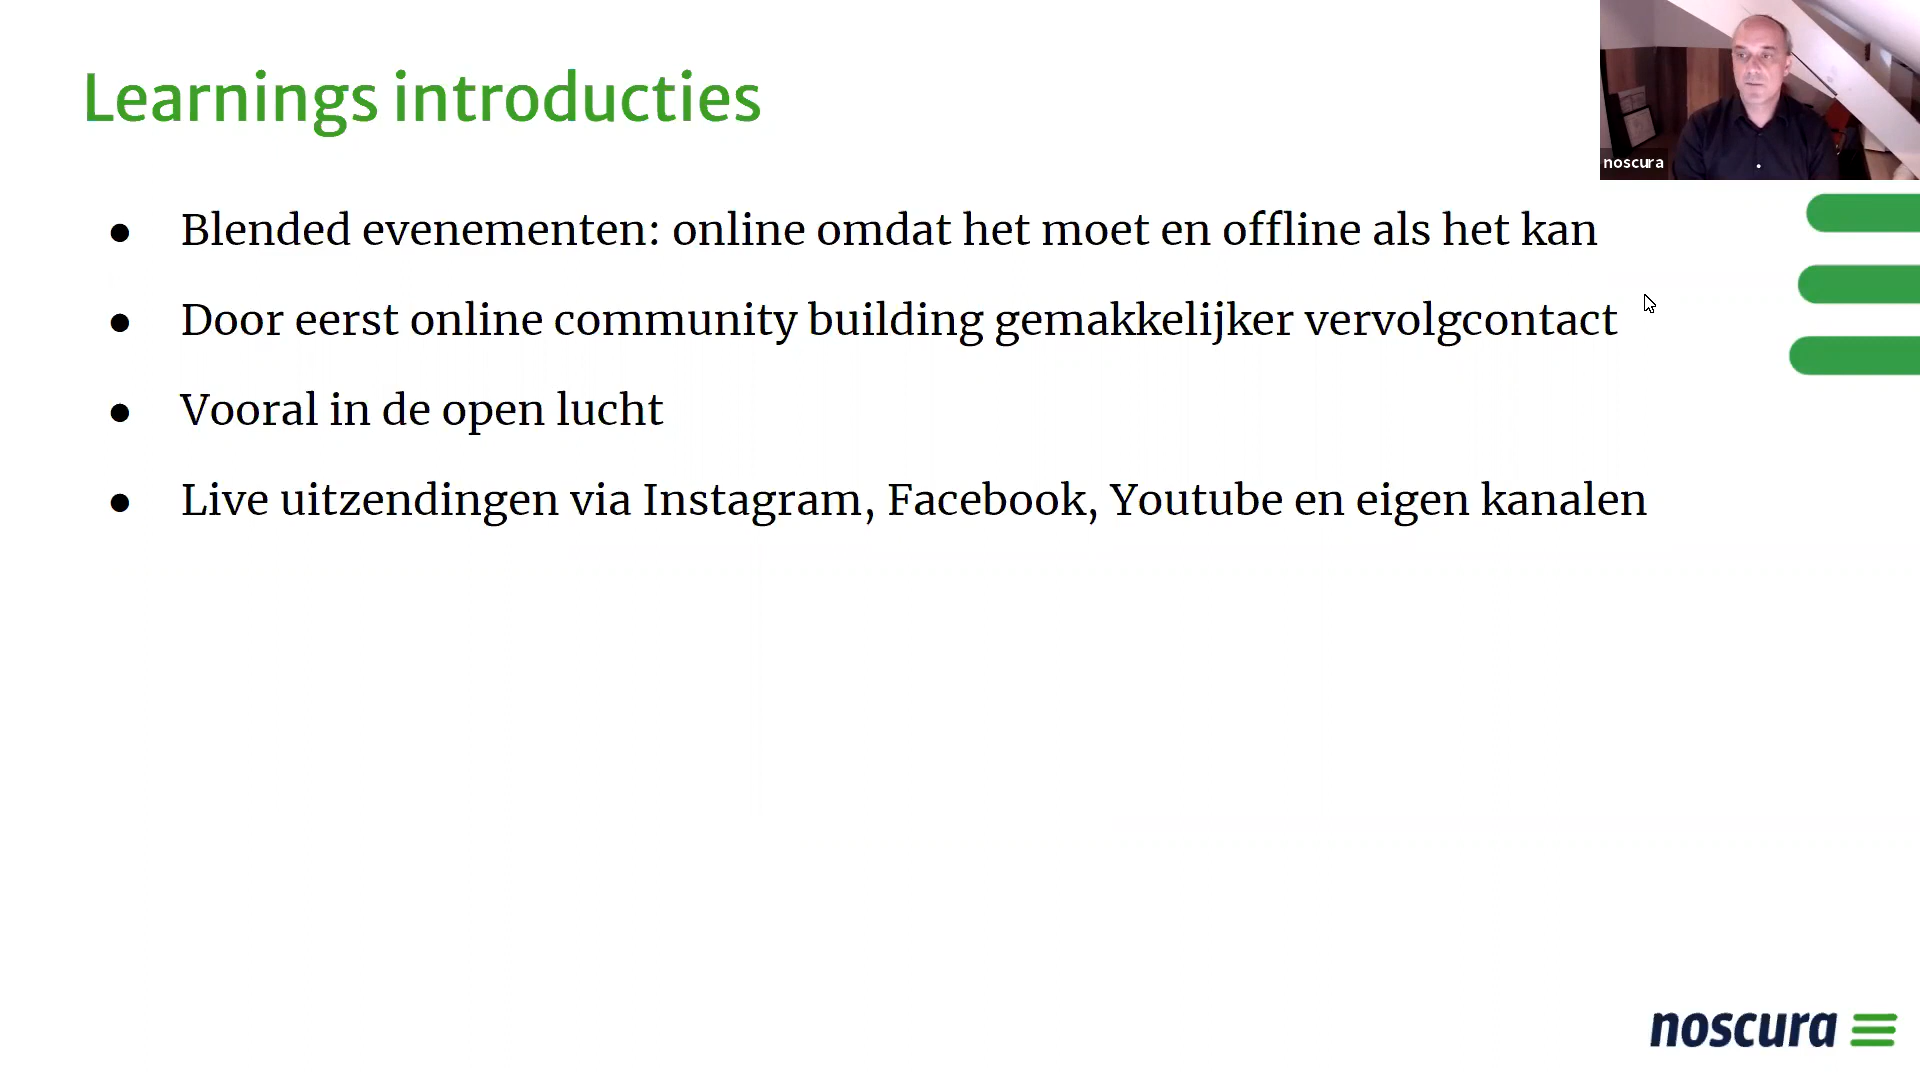 Learnings introducties
noscura
● Blended evenementen: online omdat het moet en offline als het kan
● Door eerst online community building gemakkelijker vervolgcontact
● Vooral in de open lucht
● Live uitzendingen via Instagram, Facebook, Youtube en eigen kanalen
noscura